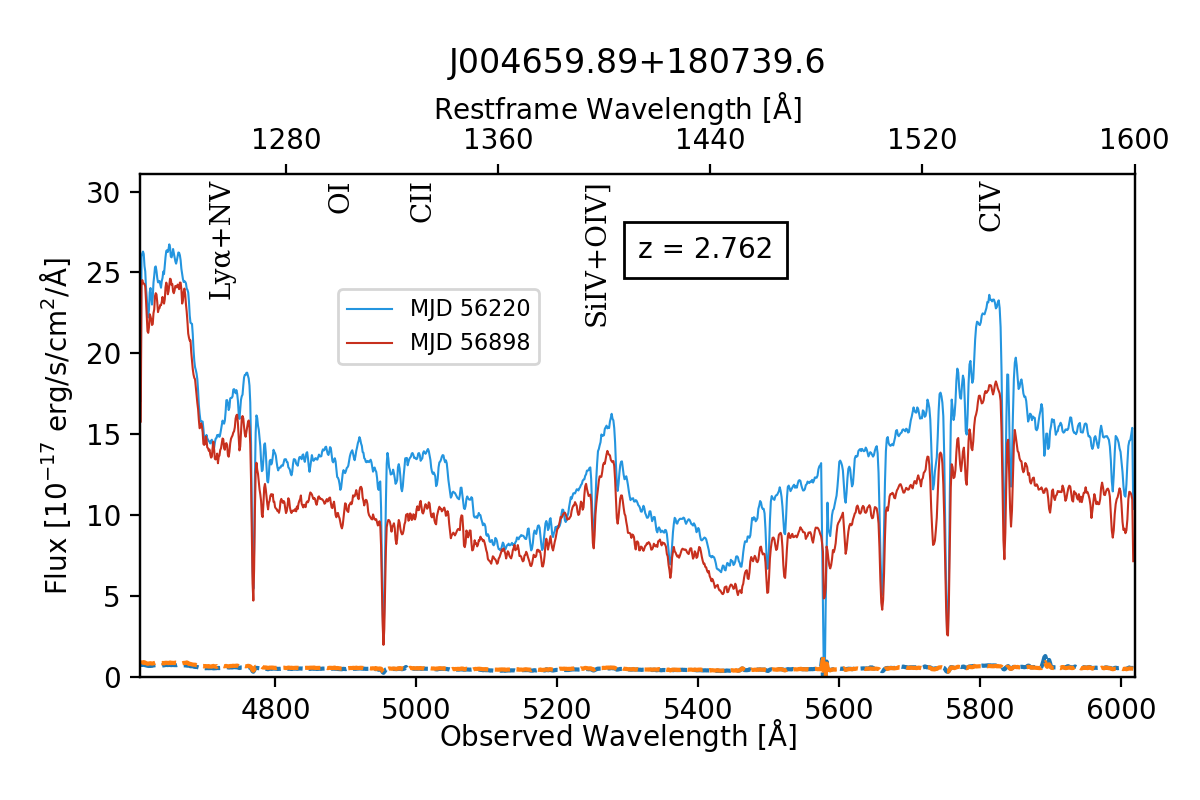 J004659.89+180739.6
Restframe Wavelength [Å]
1280 1360 1440 1520 1600
Lyα+NV
OI
CII
SiIV+OIV]
CIV
z = 2.762
MJD 56220
MJD 56898
Flux [10⁻¹⁷ erg/s/cm²/Å]
30
25
20
15
10
5
0
4800 5000 5200 5400 5600 5800 6000
Observed Wavelength [Å]